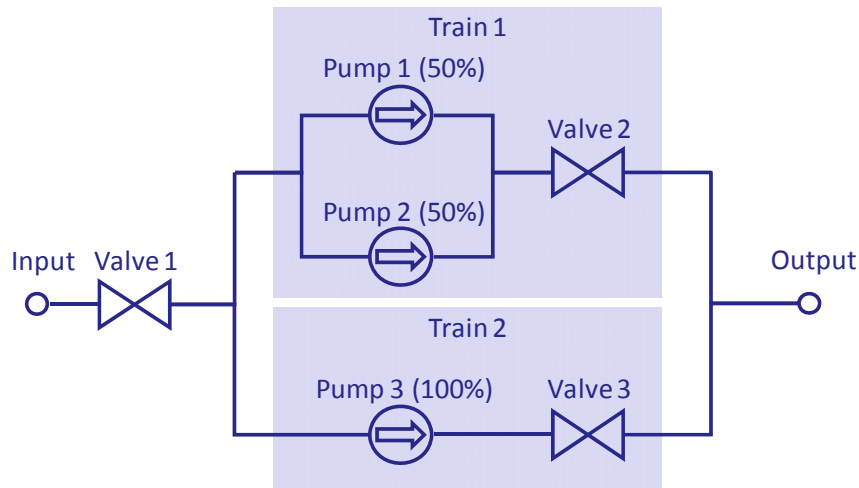 Train 1
Pump 1 (50%)
Valve 2
Pump 2 (50%)
Input
Valve 1
Output
Train 2
Pump 3 (100%)
Valve 3